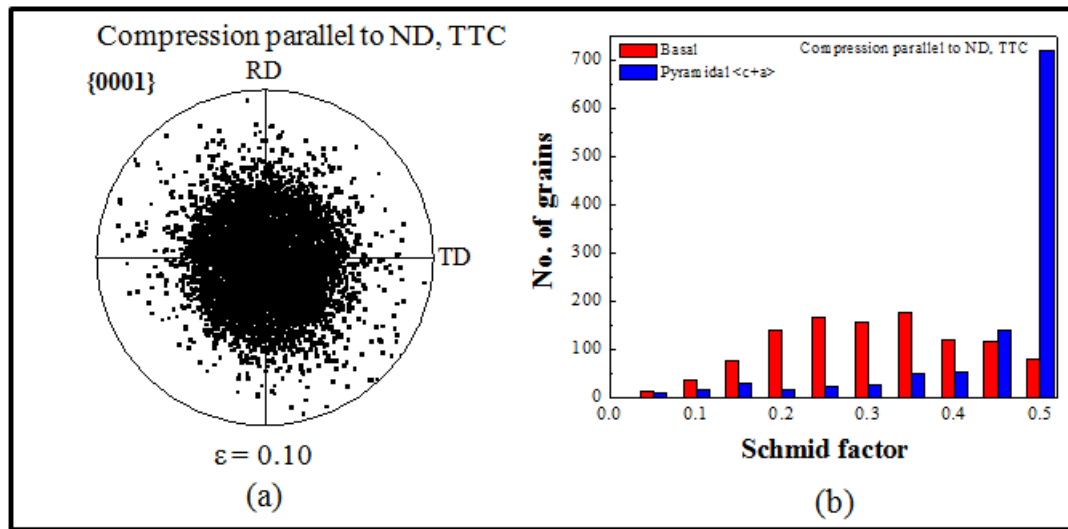 Compression parallel to ND, TTC
{0001}
RD
TD
ε = 0.10
(a)
Basal
Pyramidal <c+a>
Compression parallel to ND, TTC
No. of grains
700
600
500
400
300
200
100
0
0.0 0.1 0.2 0.3 0.4 0.5
Schmid factor
(b)